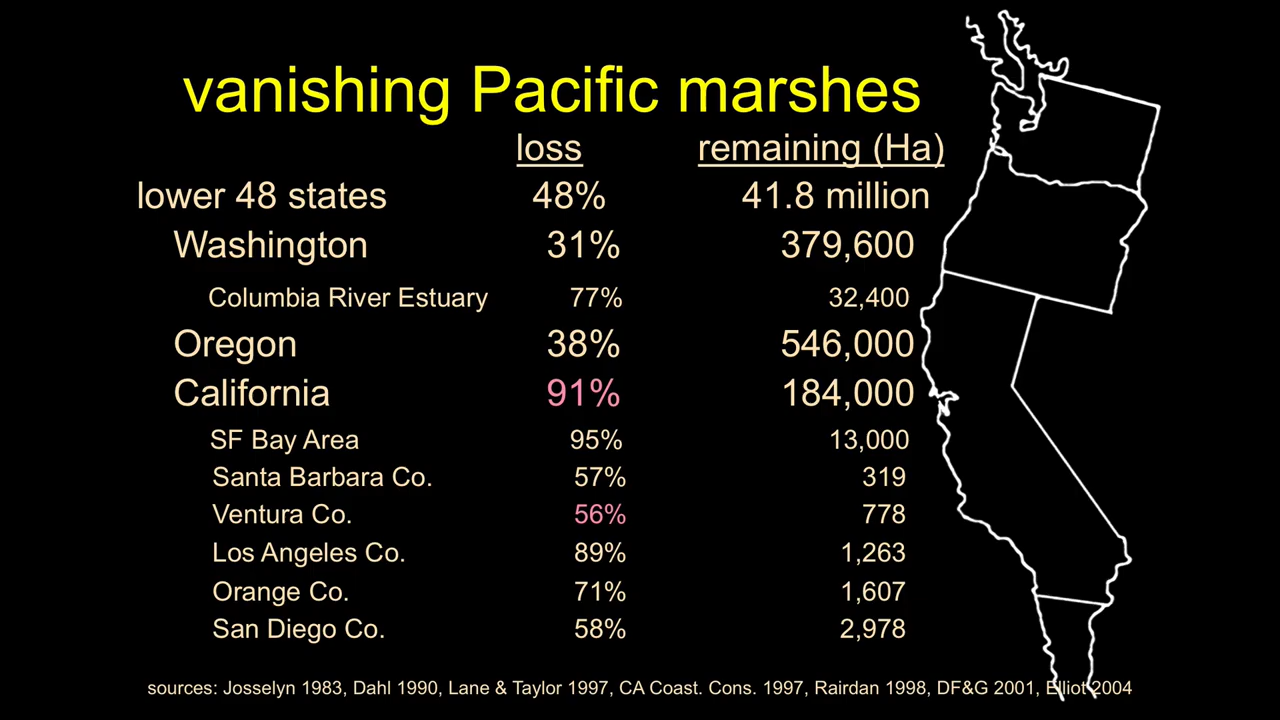 vanishing Pacific marshes
loss remaining (Ha)
lower 48 states 48% 41.8 million
Washington 31% 379,600
Columbia River Estuary 77% 32,400
Oregon 38% 546,000
California 91% 184,000
SF Bay Area 95% 13,000
Santa Barbara Co. 57% 319
Ventura Co. 56% 778
Los Angeles Co. 89% 1,263
Orange Co. 71% 1,607
San Diego Co. 58% 2,978
sources: Josselyn 1983, Dahl 1990, Lane & Taylor 1997, CA Coast. Cons. 1997, Rairdan 1998, DF&G 2001, Elliot 2004